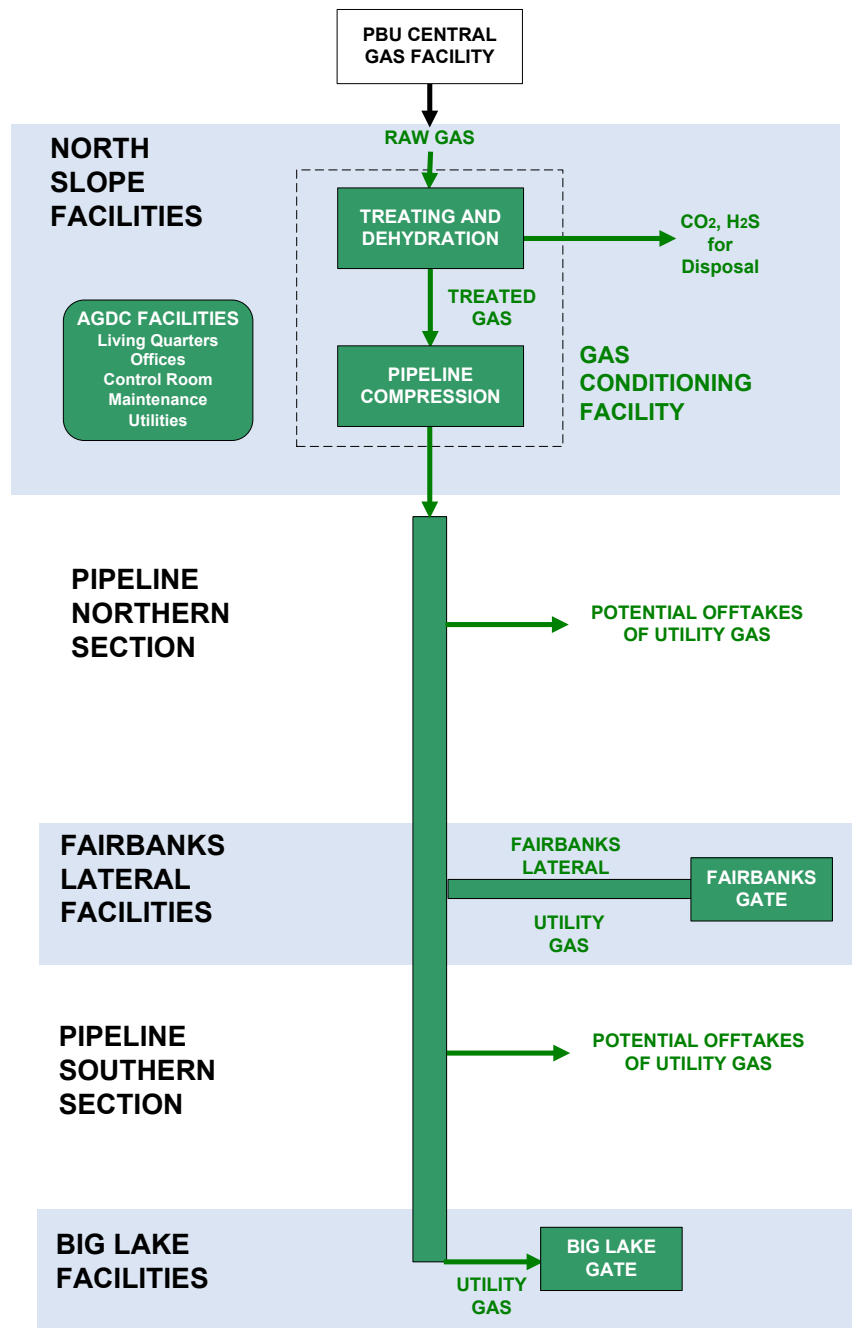 PBU CENTRAL
GAS FACILITY
NORTH
SLOPE
FACILITIES
RAW GAS
TREATING AND
DEHYDRATION
CO2, H2S
for
Disposal
TREATED
GAS
AGDC FACILITIES
Living Quarters
Offices
Control Room
Maintenance
Utilities
PIPELINE
COMPRESSION
GAS
CONDITIONING
FACILITY
PIPELINE
NORTHERN
SECTION
POTENTIAL OFFTAKES
OF UTILITY GAS
FAIRBANKS
LATERAL
FACILITIES
FAIRBANKS
LATERAL
FAIRBANKS
GATE
UTILITY
GAS
PIPELINE
SOUTHERN
SECTION
POTENTIAL OFFTAKES
OF UTILITY GAS
BIG LAKE
FACILITIES
BIG LAKE
GATE
UTILITY
GAS